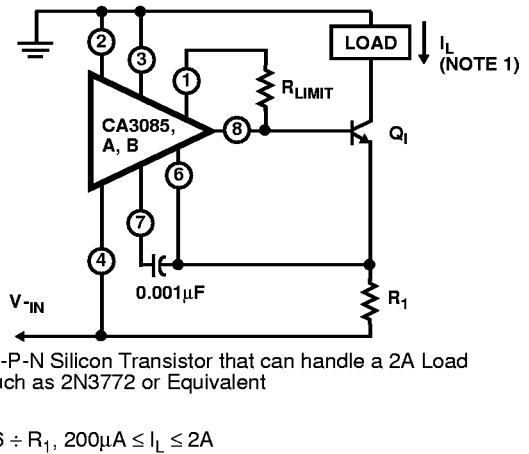 2
3
1
LOAD
I_L
(NOTE 1)
R_LIMIT
CA3085,
A, B
8
Q_I
6
7
4
0.001µF
V-_IN
R_1
-P-N Silicon Transistor that can handle a 2A Load
such as 2N3772 or Equivalent
6 ÷ R_1, 200µA ≤ I_L ≤ 2A